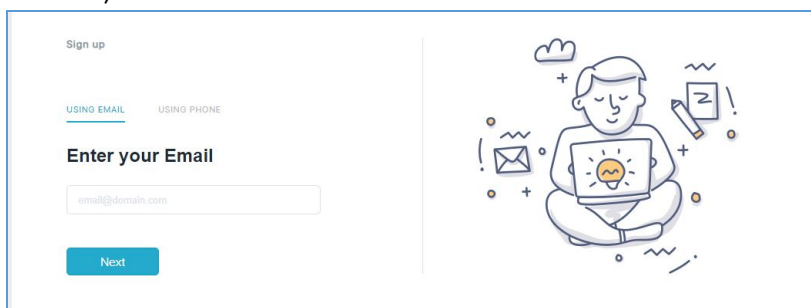 Sign up
USING EMAIL USING PHONE
Enter your Email
email@domain.com
Next